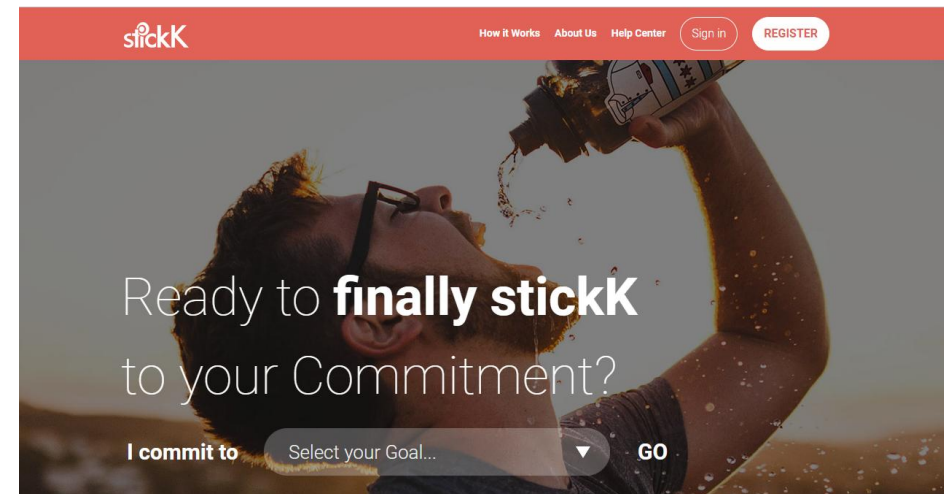 stickK
How it Works About Us Help Center Sign in REGISTER
Ready to finally stickK
to your Commitment?
I commit to Select your Goal... GO